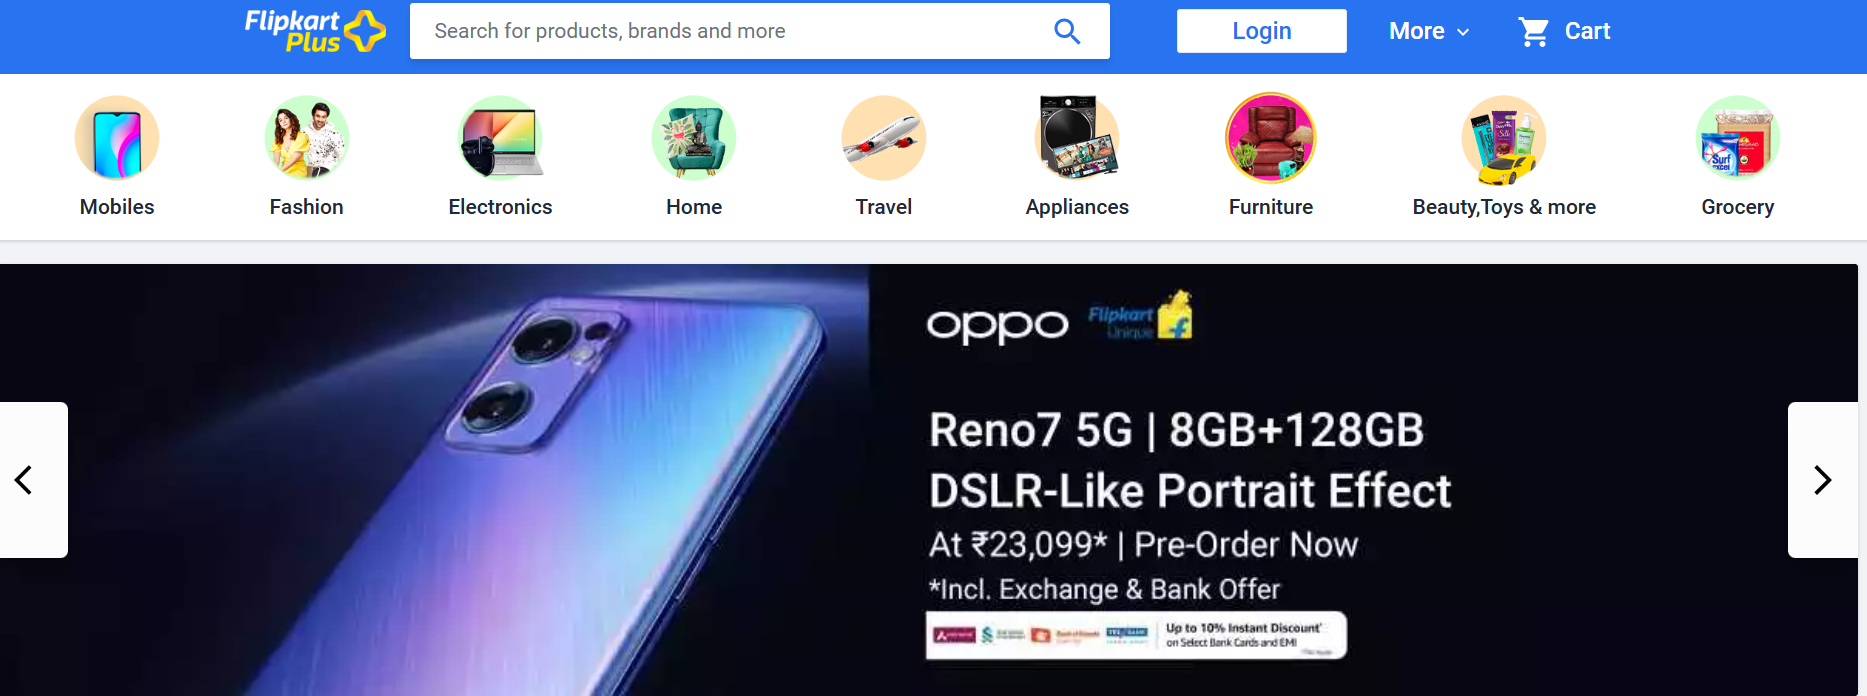 Flipkart
Plus
Search for products, brands and more
Login
More
Cart
Mobiles
Fashion
Electronics
Home
Travel
Appliances
Furniture
Beauty,Toys & more
Grocery
Surf
excel
oppo
Flipkart
Unique
Reno7 5G | 8GB+128GB
DSLR-Like Portrait Effect
At ₹23,099* | Pre-Order Now
*Incl. Exchange & Bank Offer
Up to 10% Instant Discount*
on Select Bank Cards and EMI